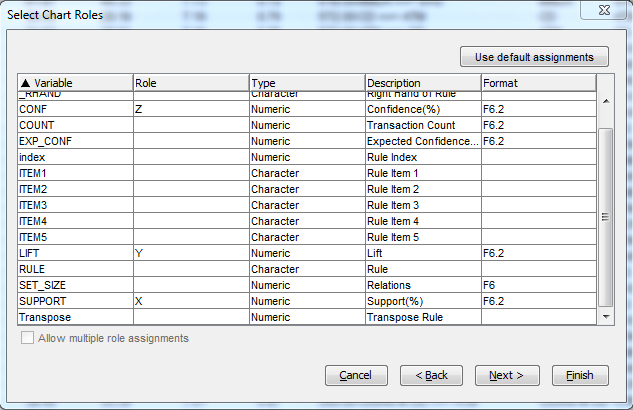 Select Chart Roles
Use default assignments
▲ Variable Role Type Description Format
_RHAND Character Right Hand of Rule
CONF Z Numeric Confidence(%) F6.2
COUNT Numeric Transaction Count F6.2
EXP_CONF Numeric Expected Confidence... F6.2
index Numeric Rule Index
ITEM1 Character Rule Item 1
ITEM2 Character Rule Item 2
ITEM3 Character Rule Item 3
ITEM4 Character Rule Item 4
ITEM5 Character Rule Item 5
LIFT Y Numeric Lift F6.2
RULE Character Rule
SET_SIZE Numeric Relations F6
SUPPORT X Numeric Support(%) F6.2
Transpose Numeric Transpose Rule
Allow multiple role assignments
Cancel < Back Next > Finish